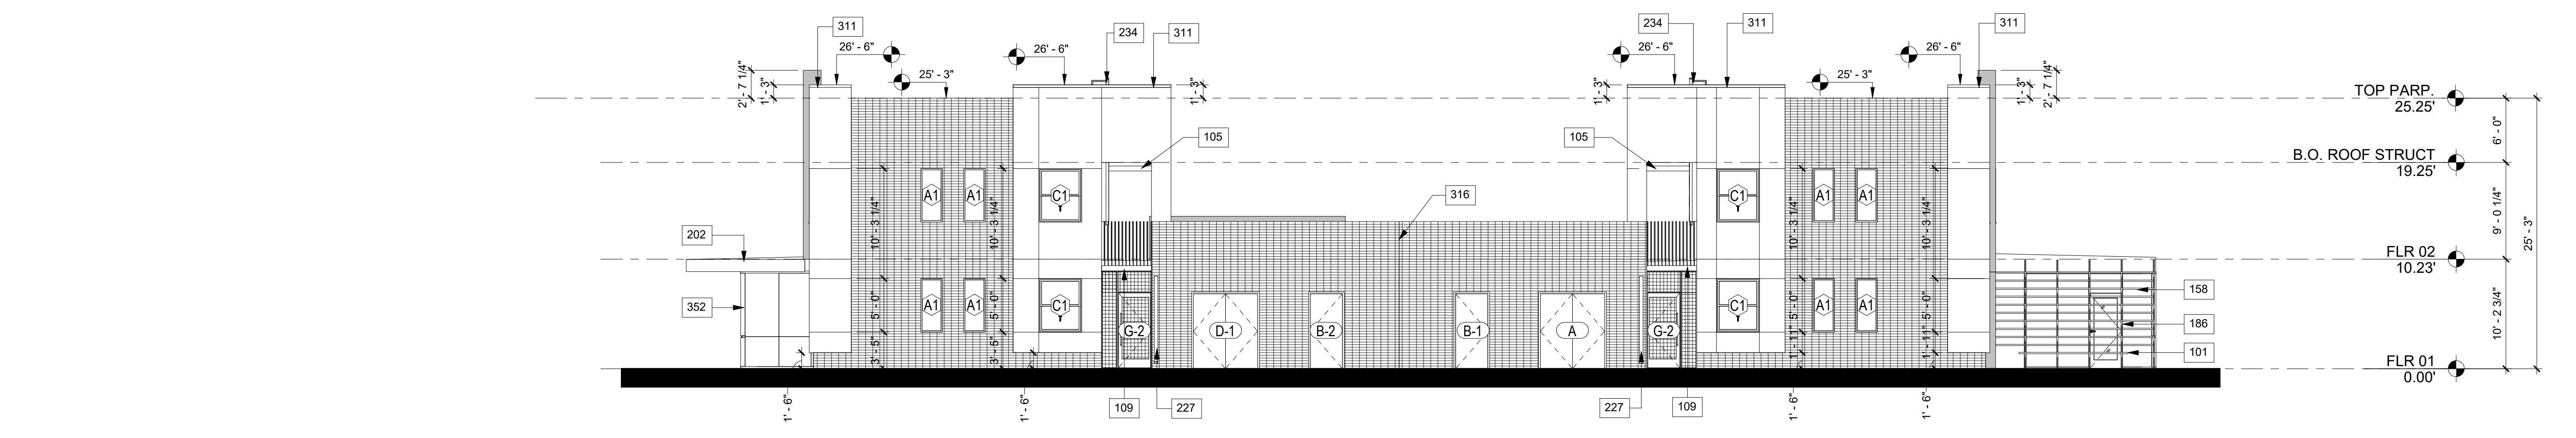 311
234
311
234
311
311
26' - 6"
26' - 6"
26' - 6"
26' - 6"
25' - 3"
25' - 3"
2' - 7 1/4"
1' - 3"
1' - 3"
1' - 3"
1' - 3"
2' - 7 1/4"
TOP PARP.
25.25'
6' - 0"
105
105
B.O. ROOF STRUCT
19.25'
A1
A1
C1
316
C1
A1
A1
10' - 3 1/4"
10' - 3 1/4"
10' - 3 1/4"
10' - 3 1/4"
9' - 0 1/4"
25' - 3"
202
FLR 02
10.23'
352
A1
A1
C1
C1
A1
A1
5' - 0"
5' - 0"
5' - 0"
5' - 0"
158
186
101
G-2
D-1
B-2
B-1
A
G-2
3' - 5"
3' - 5"
1' - 11"
1' - 11"
10' - 2 3/4"
FLR 01
0.00'
1' - 6"
1' - 6"
109
227
227
109
1' - 6"
1' - 6"